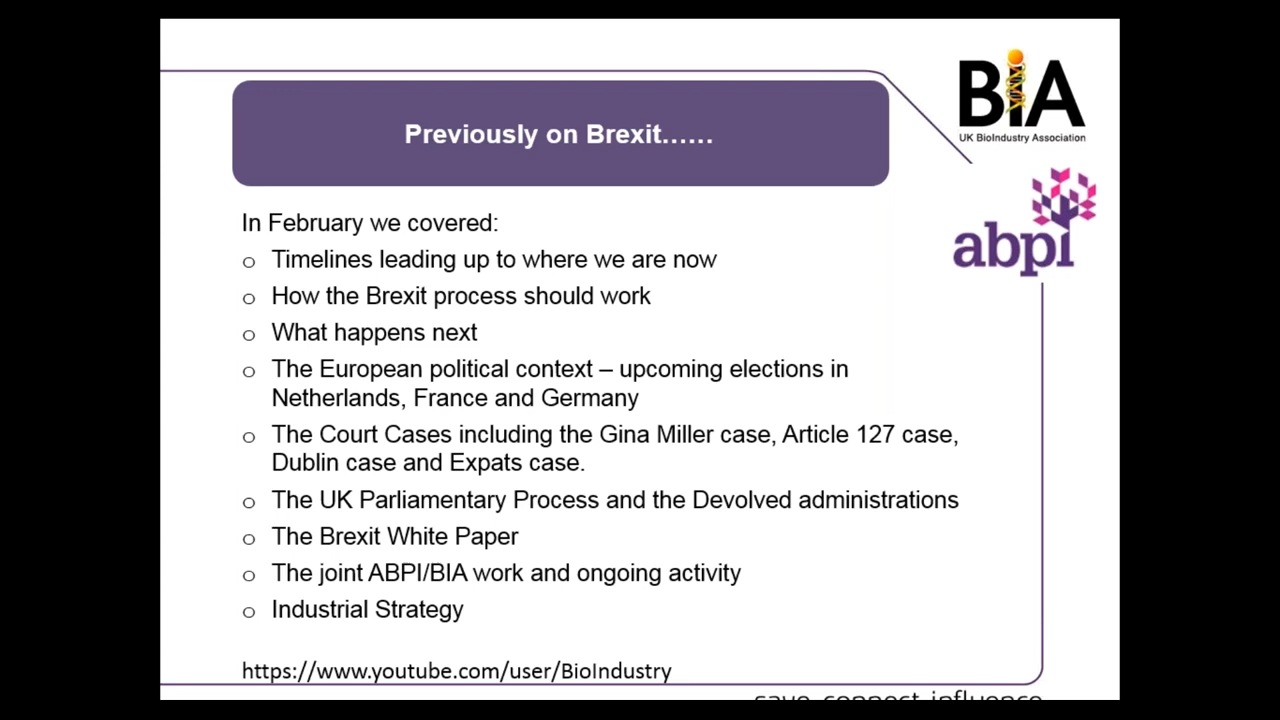 Previously on Brexit......
BiA
UK BioIndustry Association
abpi
In February we covered:
o Timelines leading up to where we are now
o How the Brexit process should work
o What happens next
o The European political context – upcoming elections in
Netherlands, France and Germany
o The Court Cases including the Gina Miller case, Article 127 case,
Dublin case and Expats case.
o The UK Parliamentary Process and the Devolved administrations
o The Brexit White Paper
o The joint ABPI/BIA work and ongoing activity
o Industrial Strategy
https://www.youtube.com/user/BioIndustry
connect influence